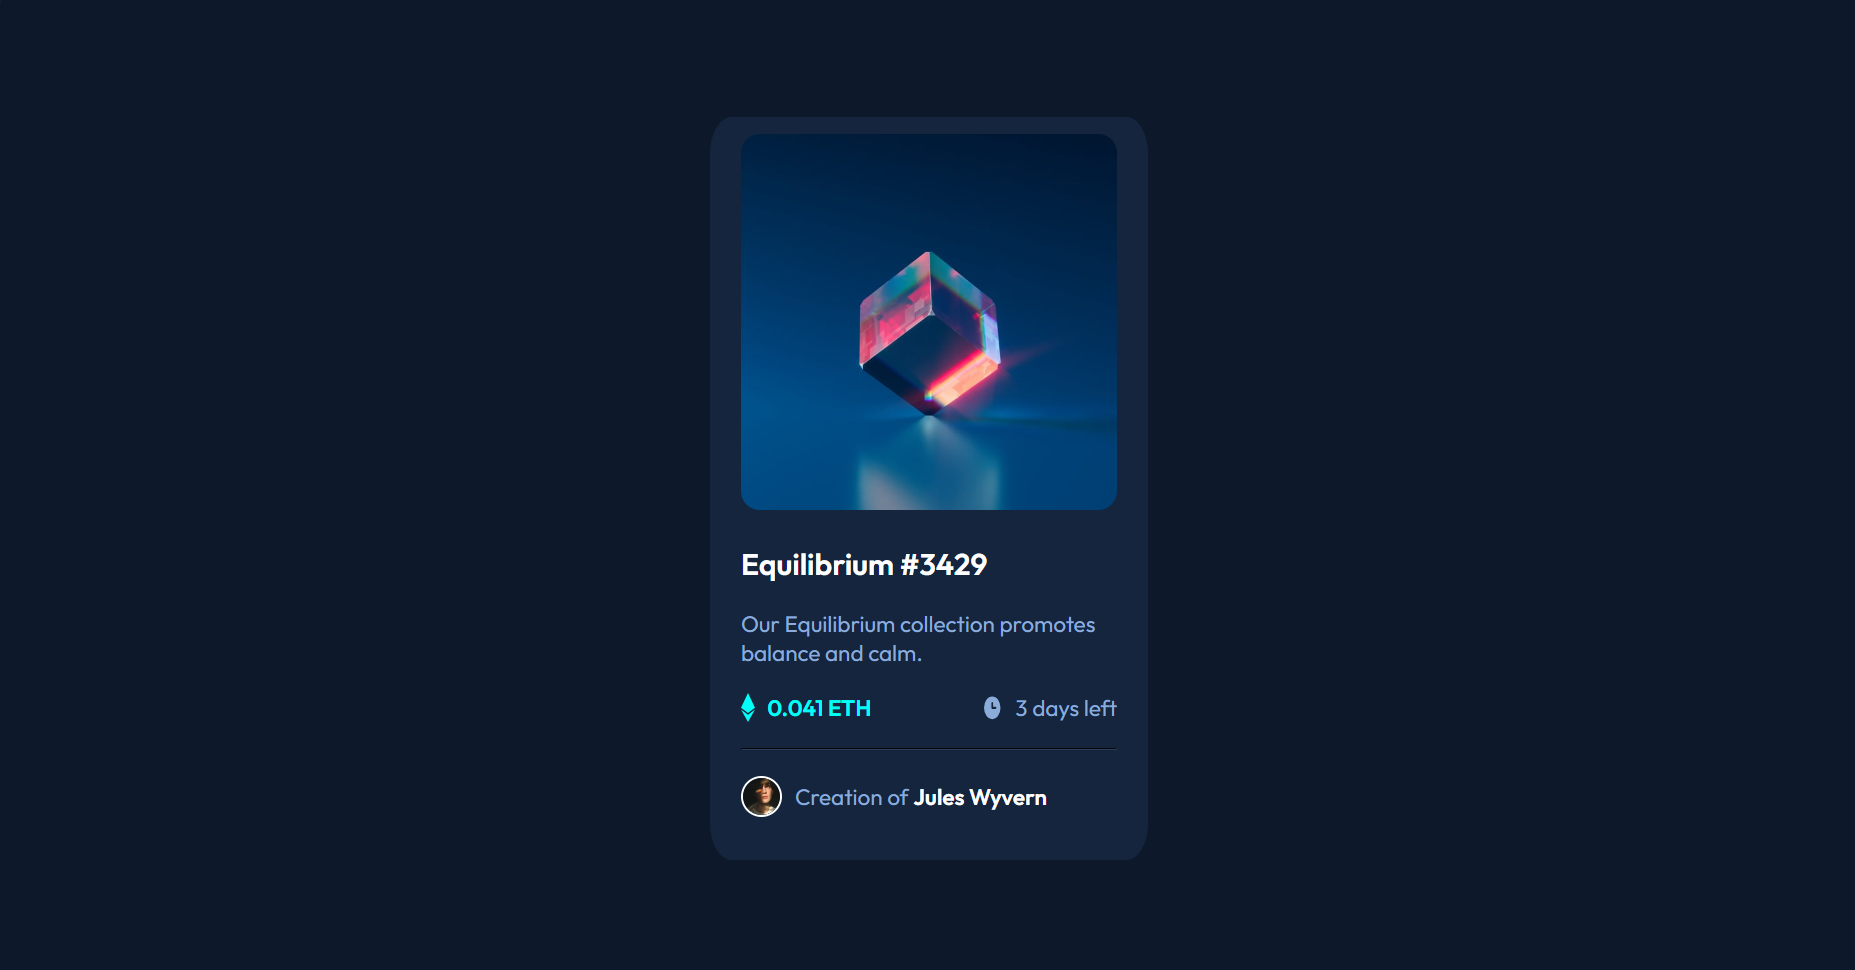 Equilibrium #3429
Our Equilibrium collection promotes
balance and calm.
0.041 ETH
3 days left
Creation of Jules Wyvern